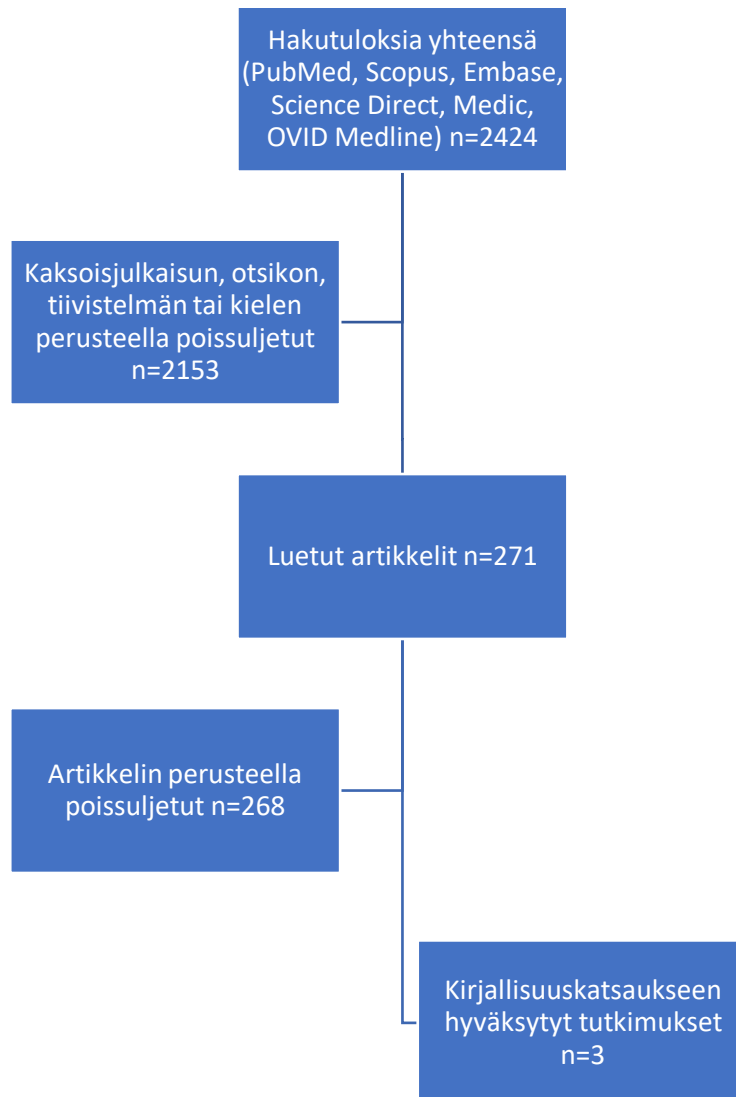 Hakutuloksia yhteensä
(PubMed, Scopus, Embase,
Science Direct, Medic,
OVID Medline) n=2424
Kaksoisjulkaisun, otsikon,
tiivistelmän tai kielen
perusteella poissuljetut
n=2153
Luetut artikkelit n=271
Artikkelin perusteella
poissuljetut n=268
Kirjallisuuskatsaukseen
hyväksytyt tutkimukset
n=3